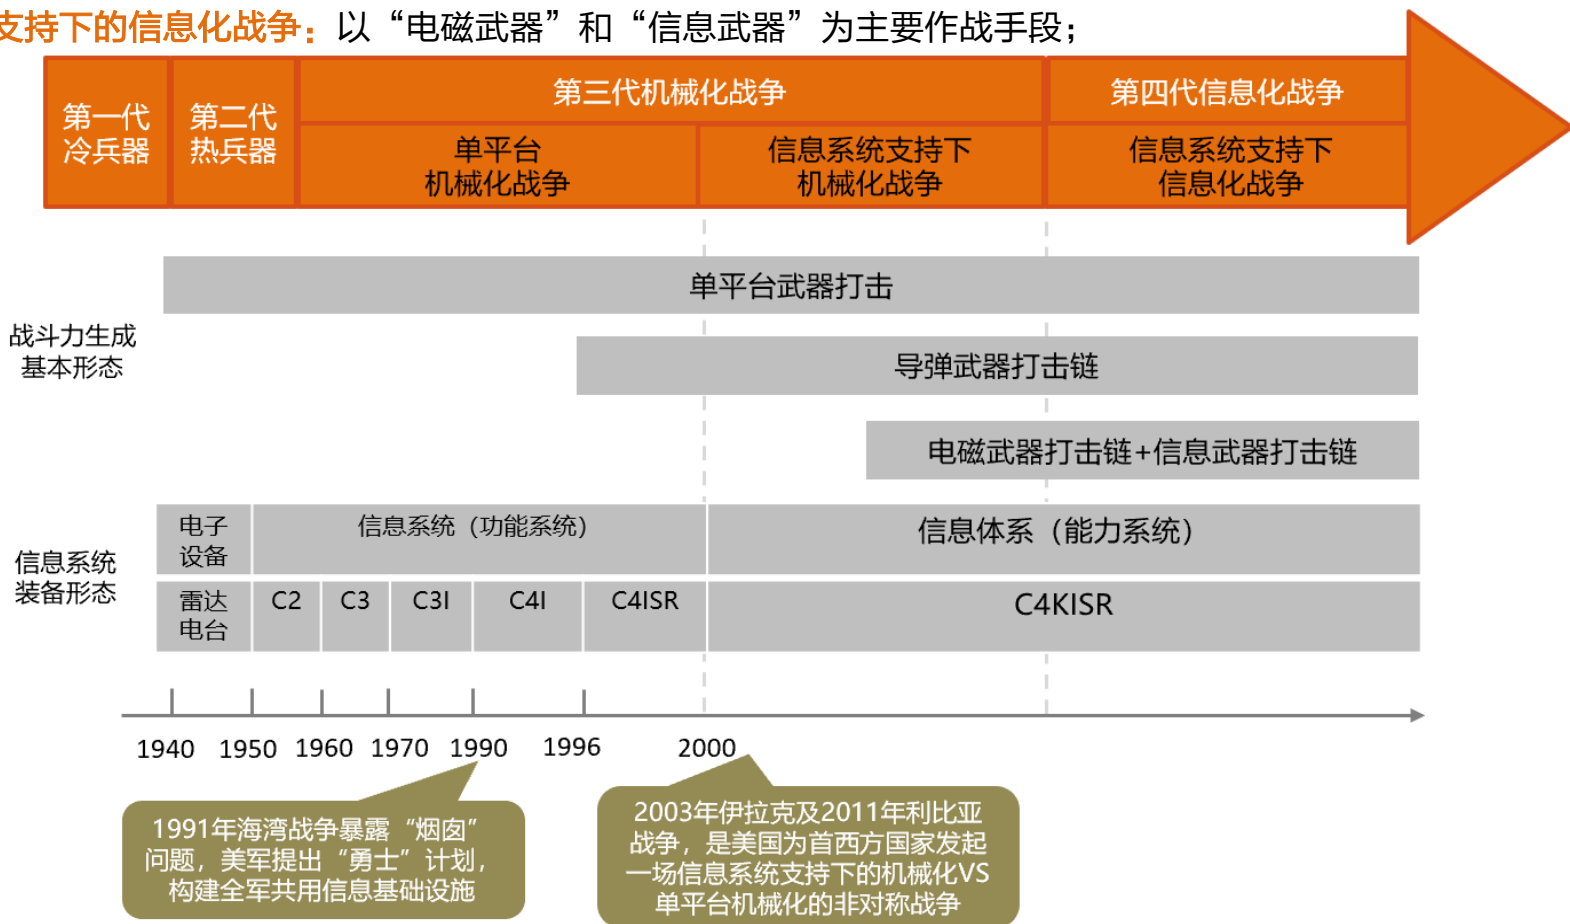 支持下的信息化战争：以“电磁武器”和“信息武器”为主要作战手段；
第一代
冷兵器
第二代
热兵器
第三代机械化战争
第四代信息化战争
单平台
机械化战争
信息系统支持下
机械化战争
信息系统支持下
信息化战争
战斗力生成
基本形态
单平台武器打击
导弹武器打击链
电磁武器打击链+信息武器打击链
信息系统
装备形态
电子
设备
信息系统（功能系统）
信息体系（能力系统）
雷达
电台
C2
C3
C3I
C4I
C4ISR
C4KISR
1940
1950
1960
1970
1990
1996
2000
1991年海湾战争暴露“烟囱”
问题，美军提出“勇士”计划，
构建全军共用信息基础设施
2003年伊拉克及2011年利比亚
战争，是美国为首西方国家发起
一场信息系统支持下的机械化VS
单平台机械化的非对称战争